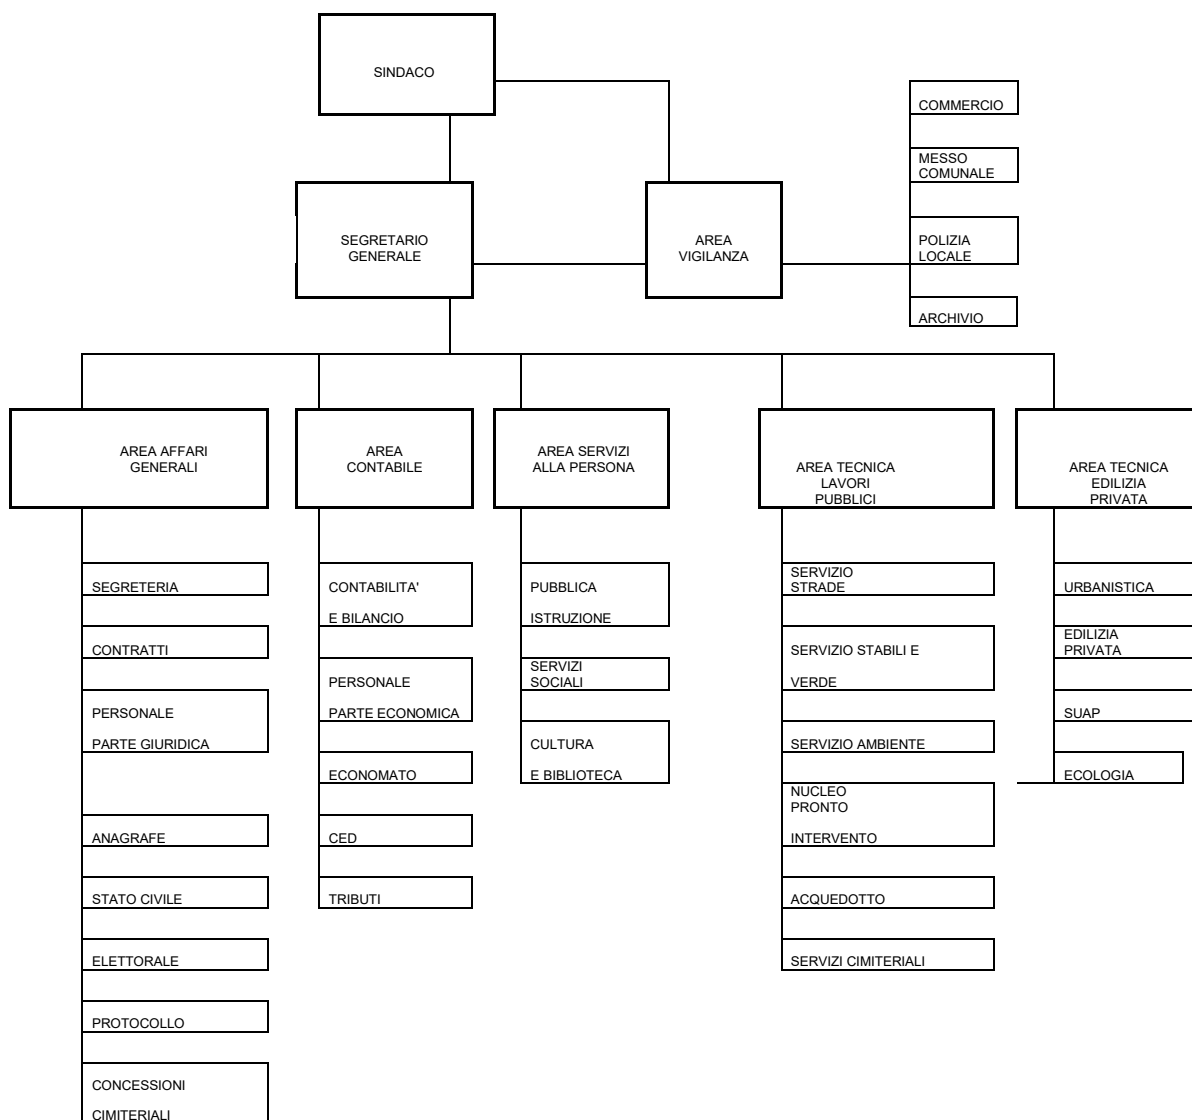 SINDACO
COMMERCIO
MESSO
COMUNALE
SEGRETARIO
GENERALE
AREA
VIGILANZA
POLIZIA
LOCALE
ARCHIVIO
AREA AFFARI
GENERALI
AREA
CONTABILE
AREA SERVIZI
ALLA PERSONA
AREA TECNICA
LAVORI
PUBBLICI
AREA TECNICA
EDILIZIA
PRIVATA
SEGRETERIA
CONTRATTI
PERSONALE
PARTE GIURIDICA
ANAGRAFE
STATO CIVILE
ELETTORALE
PROTOCOLLO
CONCESSIONI
CIMITERIALI
CONTABILITA'
E BILANCIO
PERSONALE
PARTE ECONOMICA
ECONOMATO
CED
TRIBUTI
PUBBLICA
ISTRUZIONE
SERVIZI
SOCIALI
CULTURA
E BIBLIOTECA
SERVIZIO
STRADE
SERVIZIO STABILI E
VERDE
SERVIZIO AMBIENTE
NUCLEO
PRONTO
INTERVENTO
ACQUEDOTTO
SERVIZI CIMITERIALI
URBANISTICA
EDILIZIA
PRIVATA
SUAP
ECOLOGIA